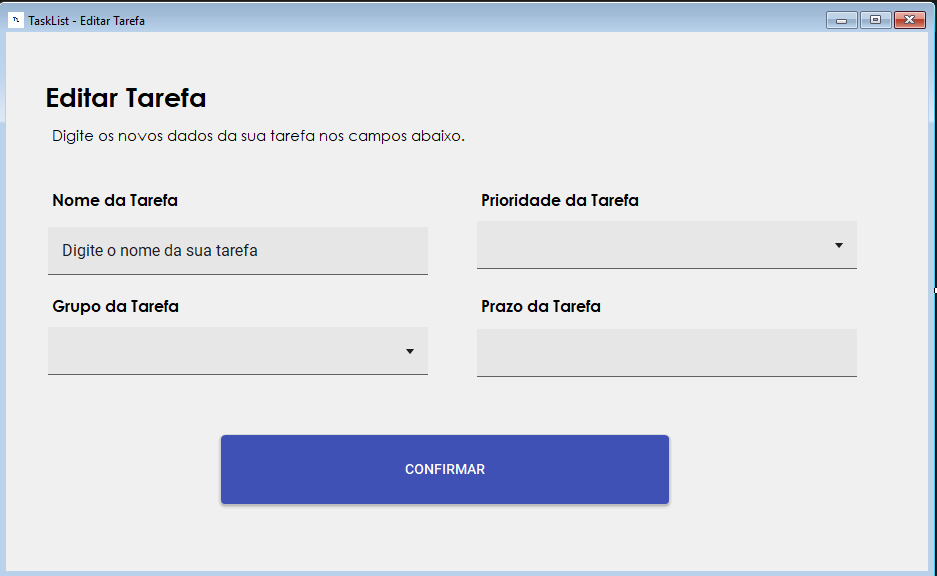 TaskList - Editar Tarefa
Editar Tarefa
Digite os novos dados da sua tarefa nos campos abaixo.
Nome da Tarefa
Prioridade da Tarefa
Digite o nome da sua tarefa
Grupo da Tarefa
Prazo da Tarefa
CONFIRMAR